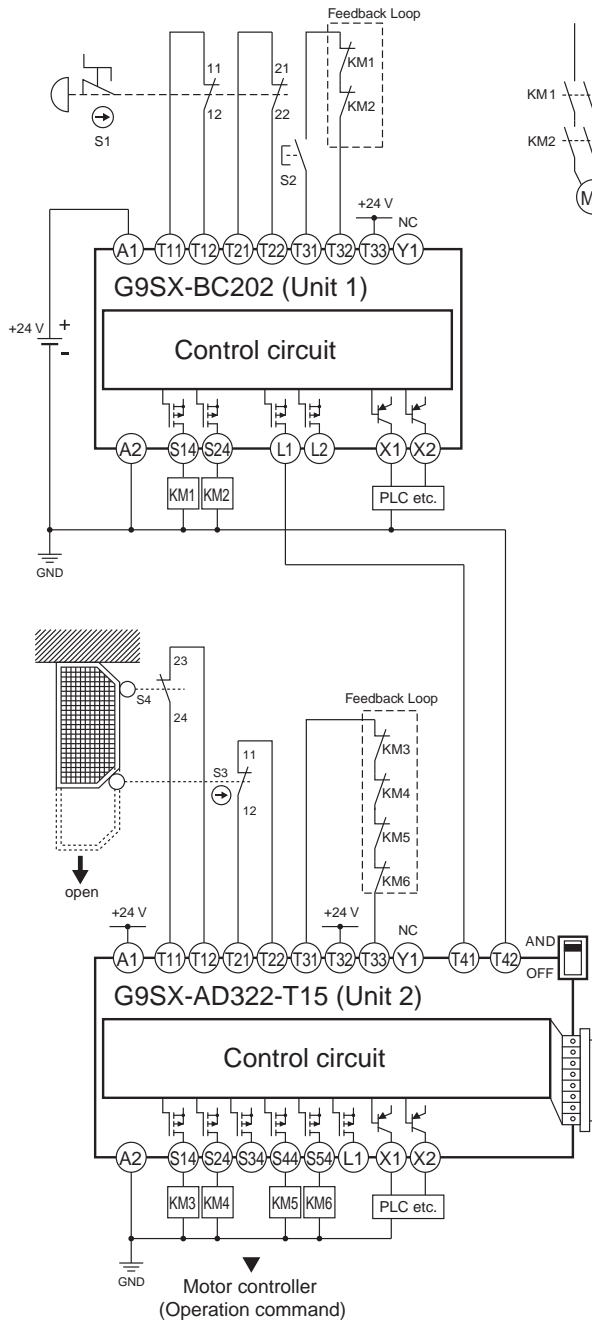 Feedback Loop
KM1
KM2
11
12
21
22
S1
S2
KM1
KM2
M
+24 V
NC
A1 T11 T12 T21 T22 T31 T32 T33 Y1
G9SX-BC202 (Unit 1)
Control circuit
+24 V
+
-
A2 S14 S24 L1 L2 X1 X2
KM1 KM2 PLC etc.
GND
23
24
S4
S3
11
12
Feedback Loop
KM3
KM4
KM5
KM6
open
+24 V
+24 V
NC
AND
OFF
A1 T11 T12 T21 T22 T31 T32 T33 Y1 T41 T42
G9SX-AD322-T15 (Unit 2)
Control circuit
A2 S14 S24 S34 S44 S54 L1 X1 X2
KM3 KM4 KM5 KM6 PLC etc.
GND
Motor controller
(Operation command)